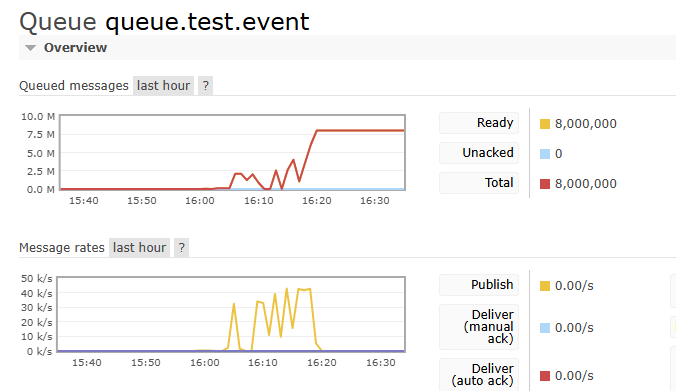 Queue queue.test.event
Overview
Queued messages last hour ?
10.0 M
7.5 M
5.0 M
2.5 M
0.0 M
15:40 15:50 16:00 16:10 16:20 16:30
Ready 8,000,000
Unacked 0
Total 8,000,000
Message rates last hour ?
50 k/s
40 k/s
30 k/s
20 k/s
10 k/s
0 k/s
15:40 15:50 16:00 16:10 16:20 16:30
Publish 0.00/s
Deliver
(manual 0.00/s
ack)
Deliver
(auto ack) 0.00/s